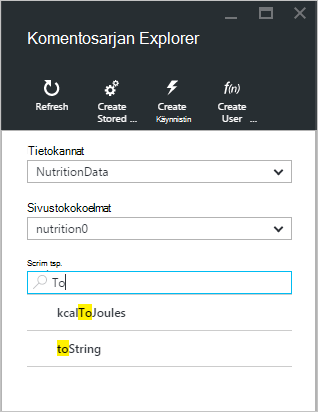 Komentosarjan Explorer
Refresh
Create
Stored ...
Create
Käynnistin
f(n)
Create
User ...
Tietokannat
NutritionData
Sivustokokoelmat
nutrition0
Scrim tsp.
To
kcalToJoules
toString